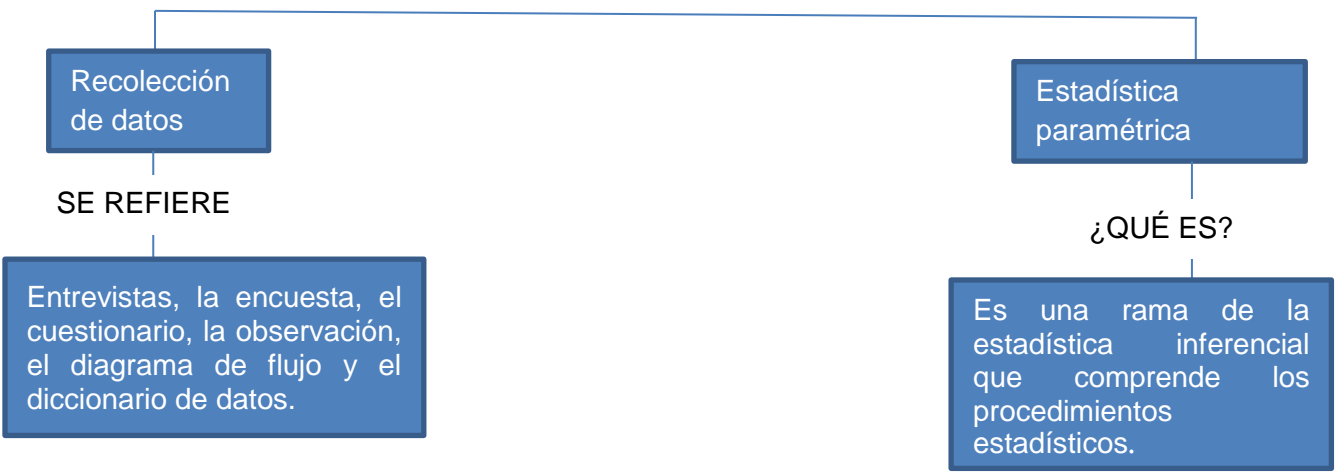 Recolección
de datos
SE REFIERE
Entrevistas, la encuesta, el
cuestionario, la observación,
el diagrama de flujo y el
diccionario de datos.
Estadística
paramétrica
¿QUÉ ES?
Es una rama de la
estadística inferencial
que comprende los
procedimientos
estadísticos.